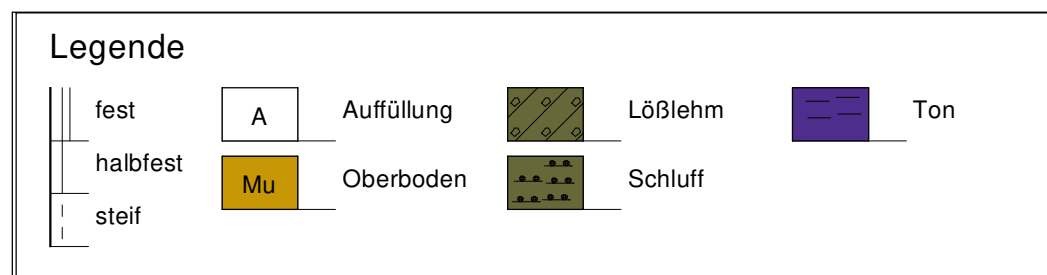 Legende
fest
A Auffüllung
Lößlehm
Ton
halbfest
Mu Oberboden
Schluff
steif